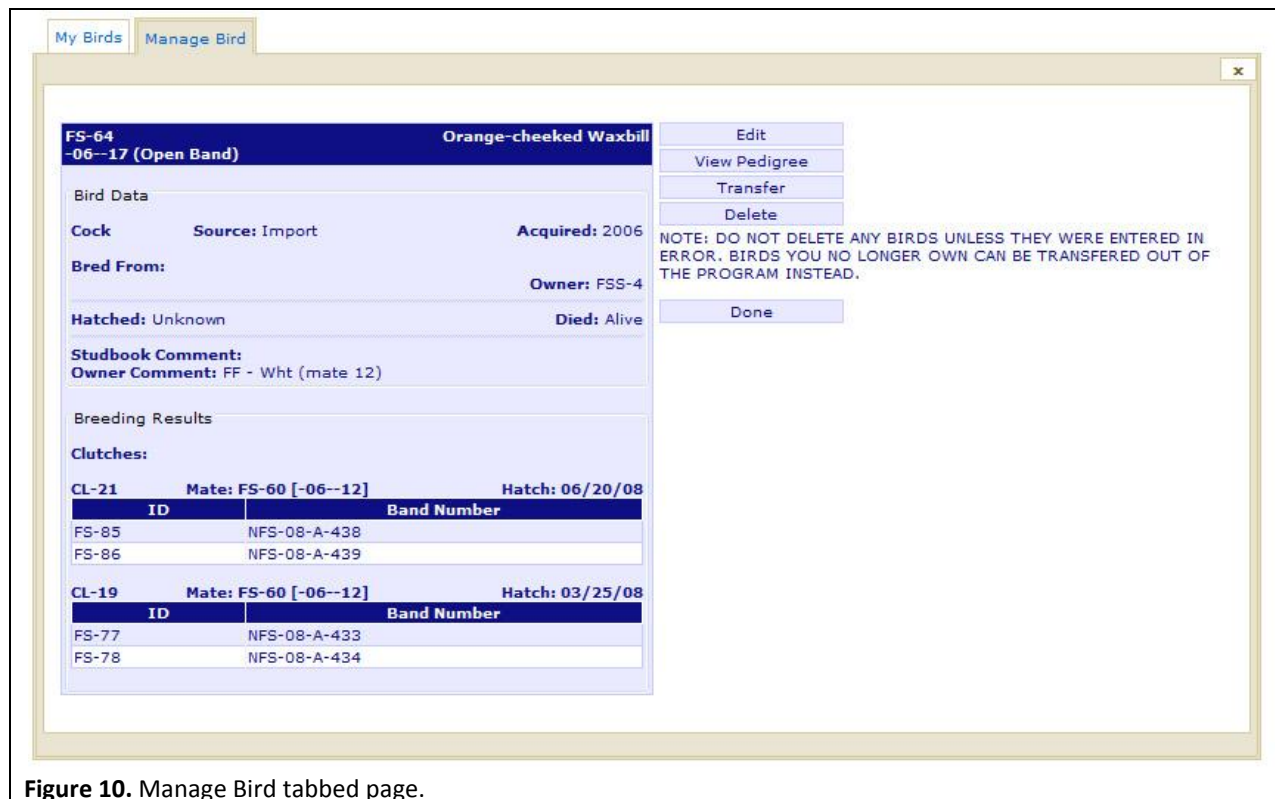 My Birds Manage Bird
x
FS-64 Orange-cheeked Waxbill
-06--17 (Open Band)
Bird Data
Cock Source: Import Acquired: 2006
Bred From:
Owner: FSS-4
Hatched: Unknown Died: Alive
Studbook Comment:
Owner Comment: FF - Wht (mate 12)
Breeding Results
Clutches:
CL-21 Mate: FS-60 [-06--12] Hatch: 06/20/08
ID Band Number
FS-85 NFS-08-A-438
FS-86 NFS-08-A-439
CL-19 Mate: FS-60 [-06--12] Hatch: 03/25/08
ID Band Number
FS-77 NFS-08-A-433
FS-78 NFS-08-A-434
Edit
View Pedigree
Transfer
Delete
NOTE: DO NOT DELETE ANY BIRDS UNLESS THEY WERE ENTERED IN
ERROR. BIRDS YOU NO LONGER OWN CAN BE TRANSFERED OUT OF
THE PROGRAM INSTEAD.
Done
Figure 10. Manage Bird tabbed page.